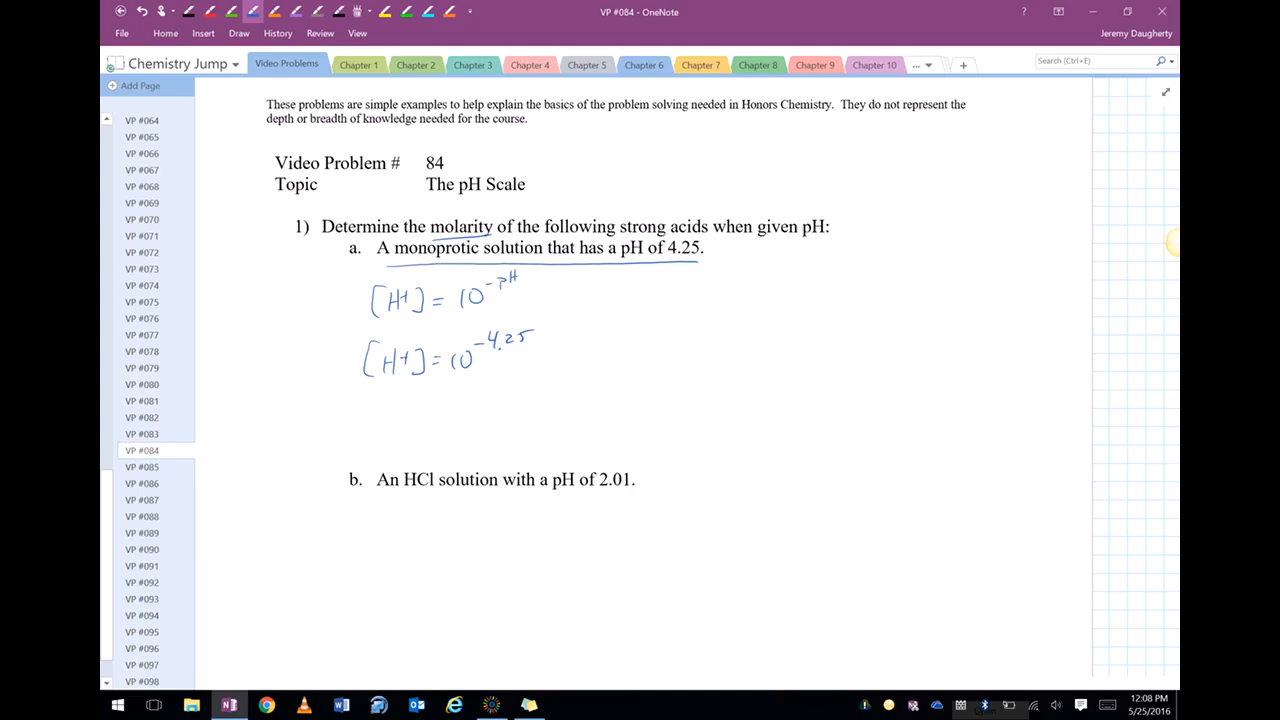 VP #084 - OneNote
?
File Home Insert Draw History Review View
Jeremy Daugherty
Chemistry Jump
Video Problems Chapter 1 Chapter 2 Chapter 3 Chapter 4 Chapter 5 Chapter 6 Chapter 7 Chapter 8 Chapter 9 Chapter 10 ...
Search (Ctrl+E)
Add Page
VP #064
VP #065
VP #066
VP #067
VP #068
VP #069
VP #070
VP #071
VP #072
VP #073
VP #074
VP #075
VP #076
VP #077
VP #078
VP #079
VP #080
VP #081
VP #082
VP #083
VP #084
VP #085
VP #086
VP #087
VP #088
VP #089
VP #090
VP #091
VP #092
VP #093
VP #094
VP #095
VP #096
VP #097
VP #098
These problems are simple examples to help explain the basics of the problem solving needed in Honors Chemistry. They do not represent the
depth or breadth of knowledge needed for the course.
Video Problem # 84
Topic The pH Scale
1) Determine the molarity of the following strong acids when given pH:
a. A monoprotic solution that has a pH of 4.25.
[H+] = 10^-pH
[H+] = 10^-4.25
b. An HCl solution with a pH of 2.01.
12:08 PM
5/25/2016